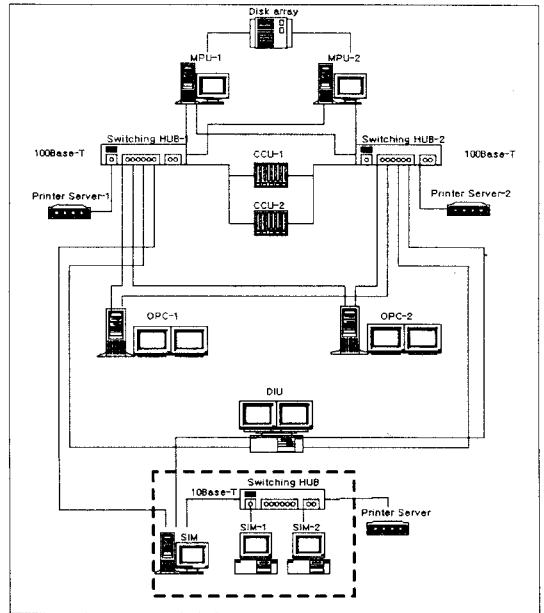 Disk array
MPU-1
MPU-2
Switching HUB-1
Switching HUB-2
100Base-T
CCU-1
100Base-T
Printer Server-1
Printer Server-2
CCU-2
OPC-1
OPC-2
DIU
Switching HUB
10Base-T
Printer Server
SIM
SIM-1
SIM-2